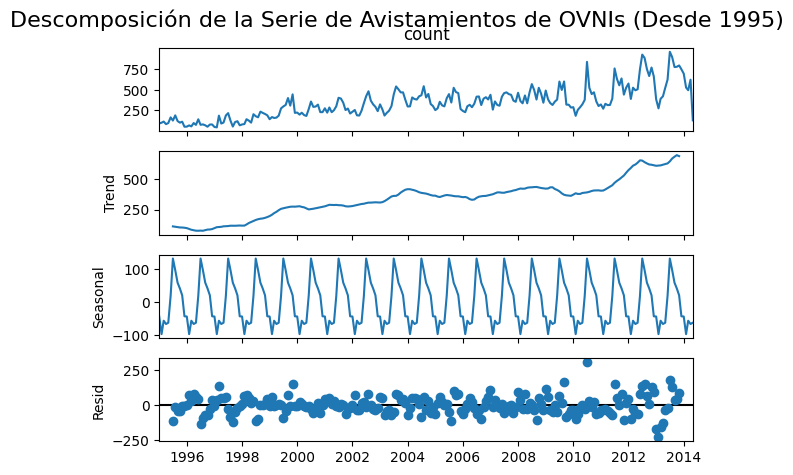 Descomposición de la Serie de Avistamientos de OVNIs (Desde 1995)
count
750
500
250
Trend
500
250
Seasonal
100
0
−100
Resid
250
0
−250
1996 1998 2000 2002 2004 2006 2008 2010 2012 2014